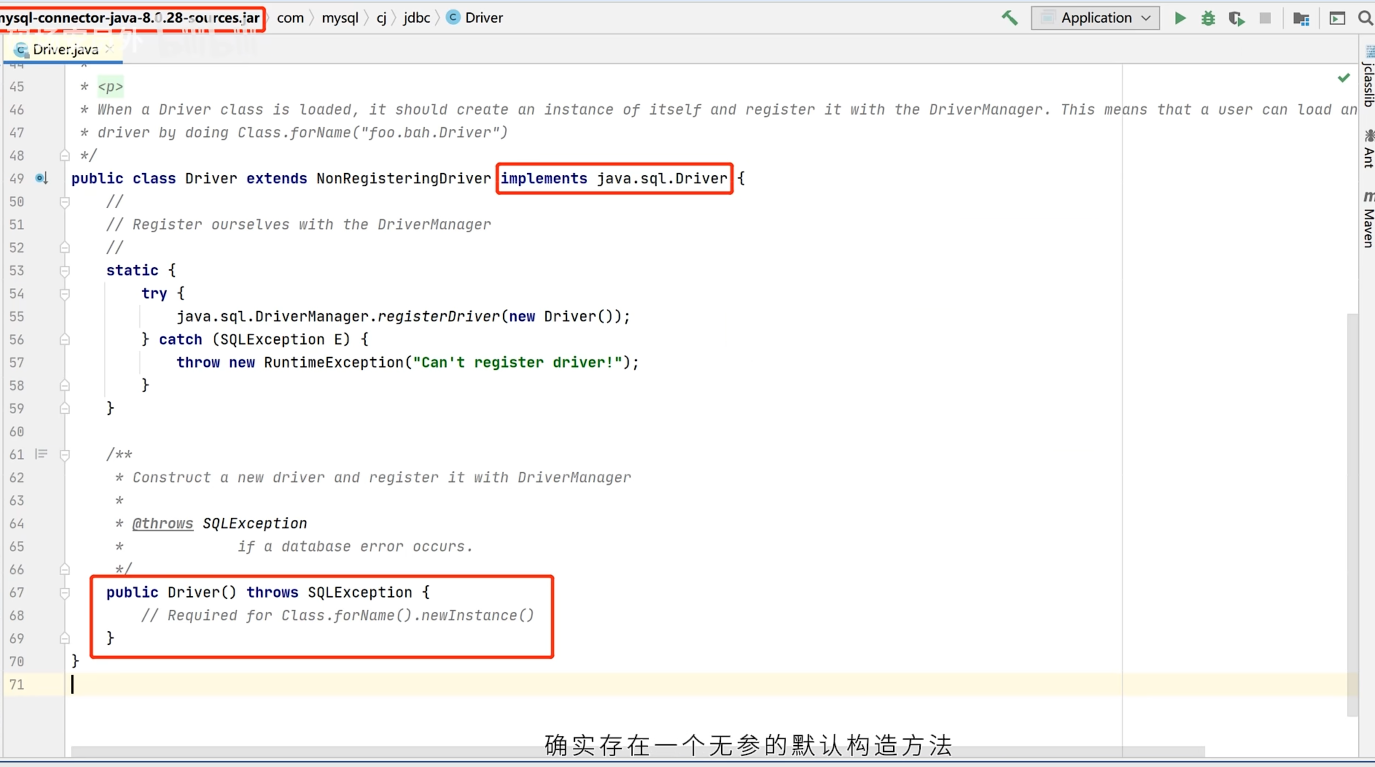 mysql-connector-java-8.0.28-sources.jar com mysql cj jdbc Driver Application
Driver.java
44 *
45 * <p>
46 * When a Driver class is loaded, it should create an instance of itself and register it with the DriverManager. This means that a user can load an
47 * driver by doing Class.forName("foo.bah.Driver")
48 */
49 public class Driver extends NonRegisteringDriver implements java.sql.Driver {
50 //
51 // Register ourselves with the DriverManager
52 //
53 static {
54 try {
55 java.sql.DriverManager.registerDriver(new Driver());
56 } catch (SQLException E) {
57 throw new RuntimeException("Can't register driver!");
58 }
59 }
60
61 /**
62 * Construct a new driver and register it with DriverManager
63 *
64 * @throws SQLException
65 * if a database error occurs.
66 */
67 public Driver() throws SQLException {
68 // Required for Class.forName().newInstance()
69 }
70 }
71
jclasslib
Ant
Maven
确实存在一个无参的默认构造方法